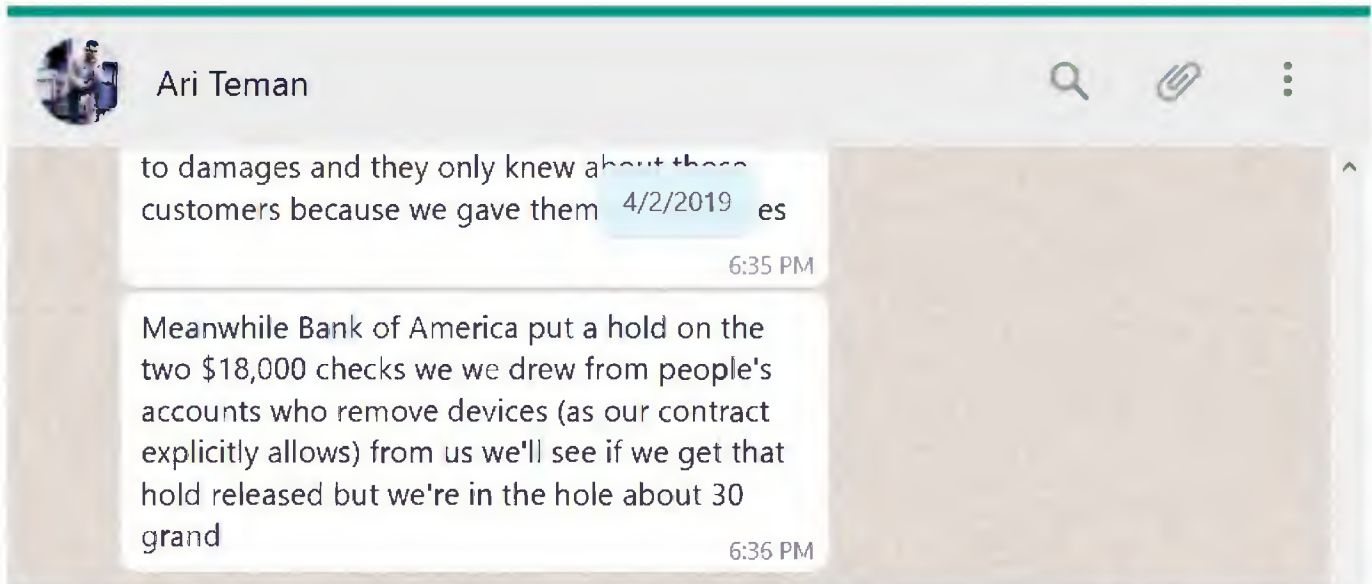 Ari Teman
to damages and they only knew about these
4/2/2019
customers because we gave them es
6:35 PM
Meanwhile Bank of America put a hold on the
two $18,000 checks we we drew from people's
accounts who remove devices (as our contract
explicitly allows) from us we'll see if we get that
hold released but we're in the hole about 30
grand
6:36 PM